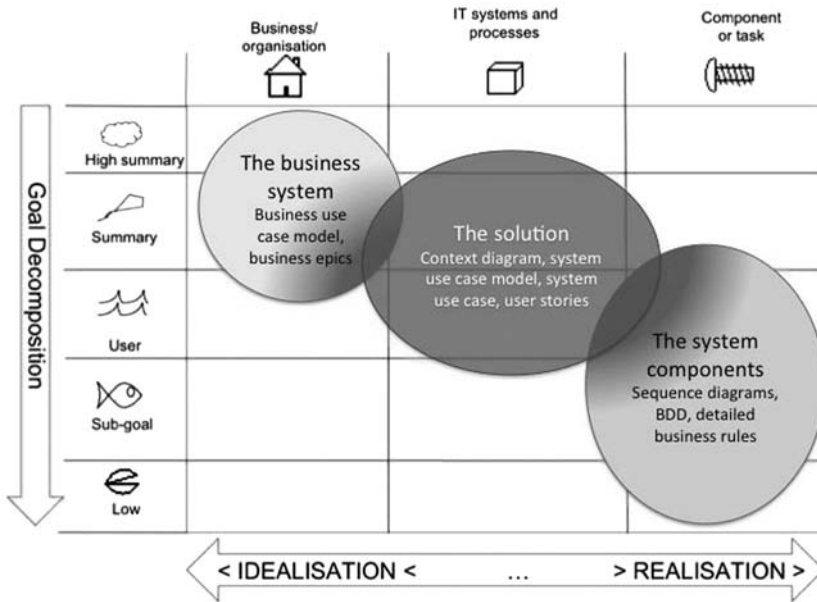 Business/
organisation
IT systems and
processes
Component
or task
Goal Decomposition
High summary
Summary
User
Sub-goal
Low
The business
system
Business use
case model,
business epics
The solution
Context diagram, system
use case model, system
use case, user stories
The system
components
Sequence diagrams,
BDD, detailed
business rules
< IDEALISATION < ... > REALISATION >